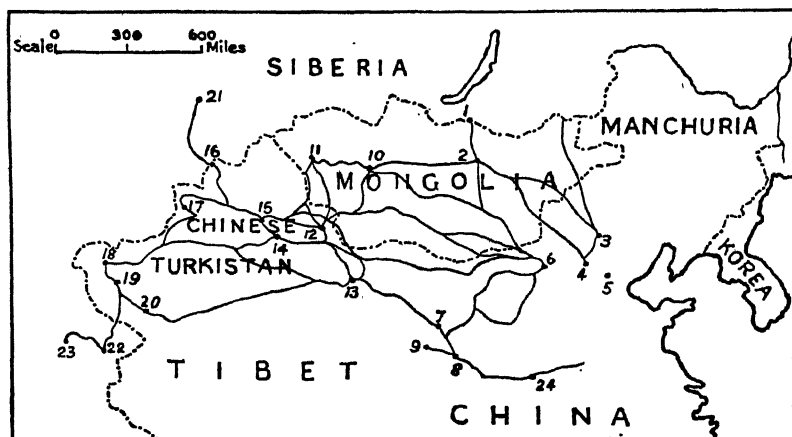 0 300 600
Scale Miles
SIBERIA
21
1
MANCHURIA
16
11
10
2
MONGOLIA
17
15
CHINESE
12
14
3
18
TURKISTAN
6
4
KOREA
19
13
5
20
7
23
22
9
8
TIBET
24
CHINA